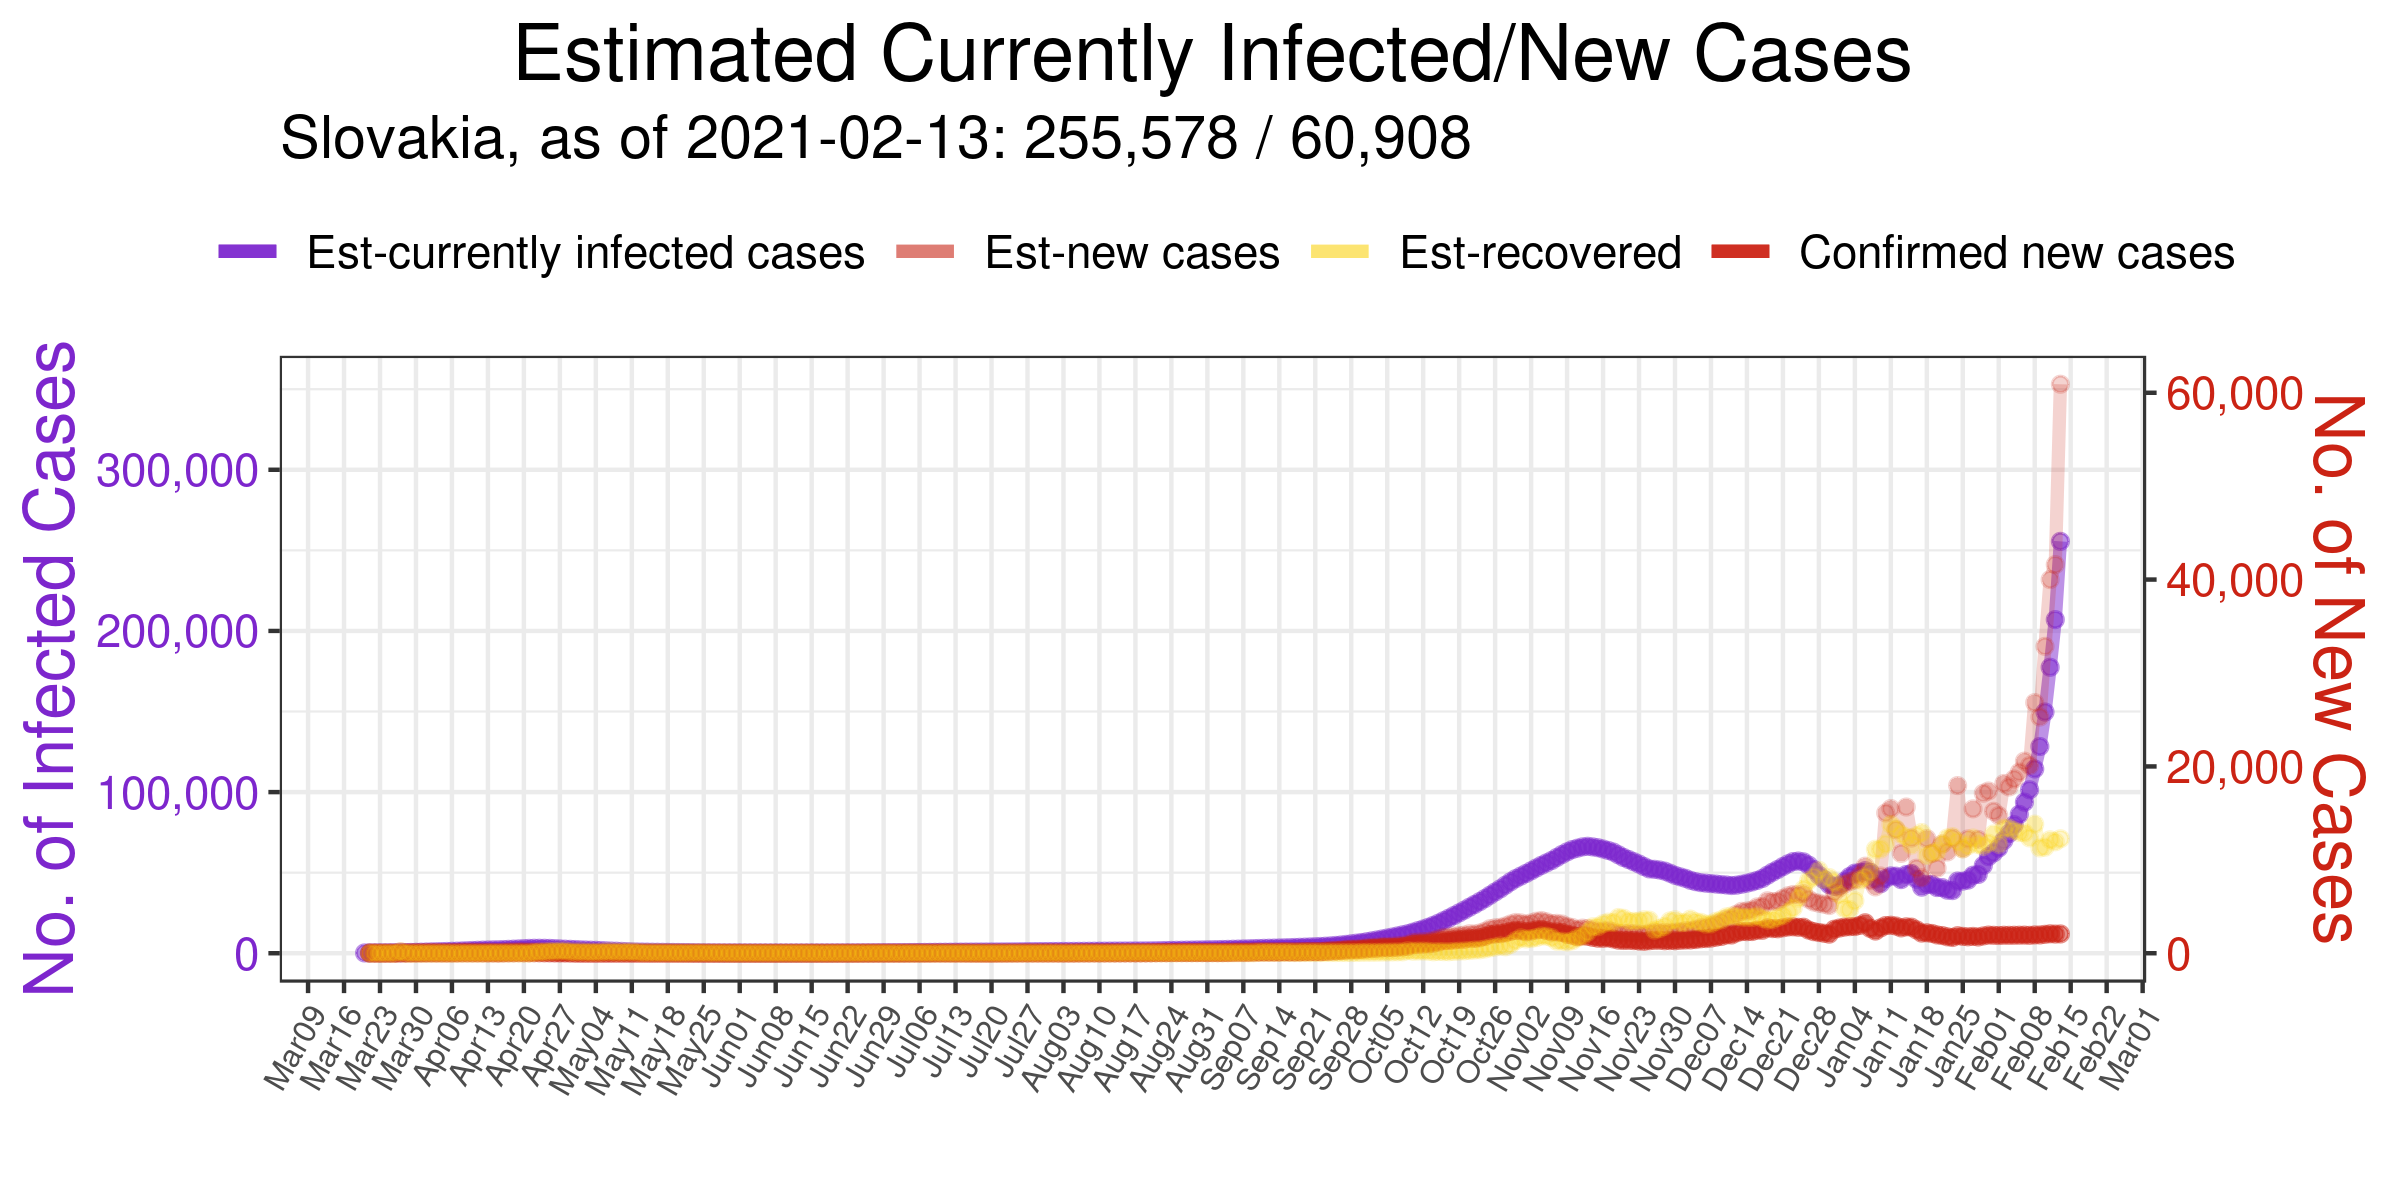 Estimated Currently Infected/New Cases
Slovakia, as of 2021-02-13: 255,578 / 60,908
Est-currently infected cases Est-new cases Est-recovered Confirmed new cases
No. of Infected Cases
300,000
200,000
100,000
0
60,000
40,000
20,000
0
No. of New Cases
Mar09 Mar16 Mar23 Mar30 Apr06 Apr13 Apr20 Apr27 May04 May11 May18 May25 Jun01 Jun08 Jun15 Jun22 Jun29 Jul06 Jul13 Jul20 Jul27 Aug03 Aug10 Aug17 Aug24 Aug31 Sep07 Sep14 Sep21 Sep28 Oct05 Oct12 Oct19 Oct26 Nov02 Nov09 Nov16 Nov23 Nov30 Dec07 Dec14 Dec21 Dec28 Jan04 Jan11 Jan18 Jan25 Feb01 Feb08 Feb15 Feb22 Mar01